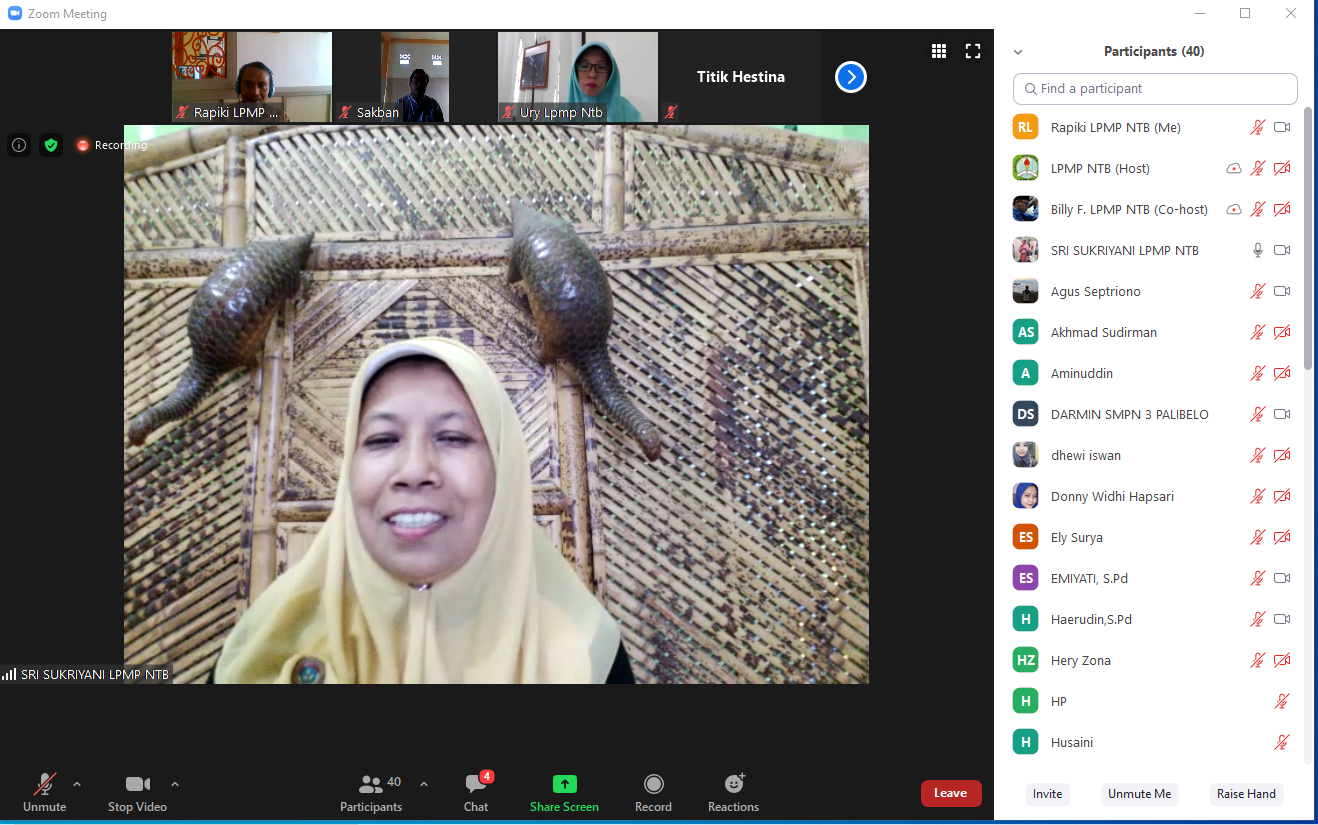 Zoom Meeting
Rapiki LPMP ...
Sakban
Ury Lpmp Ntb
Titik Hestina
Recording
SRI SUKRIYANI LPMP NTB
Unmute
Stop Video
40
Participants
4
Chat
Share Screen
Record
Reactions
Leave
Participants (40)
Find a participant
RL Rapiki LPMP NTB (Me)
LPMP NTB (Host)
Billy F. LPMP NTB (Co-host)
SRI SUKRIYANI LPMP NTB
Agus Septriono
AS Akhmad Sudirman
A Aminuddin
DS DARMIN SMPN 3 PALIBELO
dhewi iswan
Donny Widhi Hapsari
ES Ely Surya
ES EMIYATI, S.Pd
H Haerudin,S.Pd
HZ Hery Zona
H HP
H Husaini
Invite
Unmute Me
Raise Hand